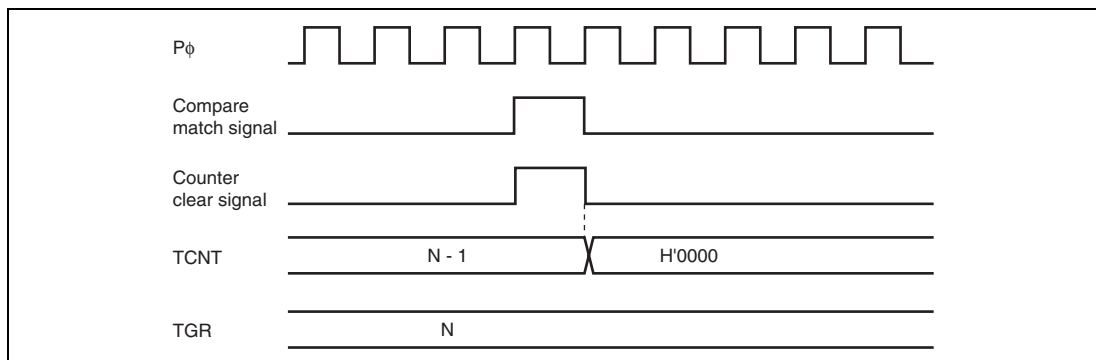 Pϕ
Compare
match signal
Counter
clear signal
TCNT
N - 1
H'0000
TGR
N